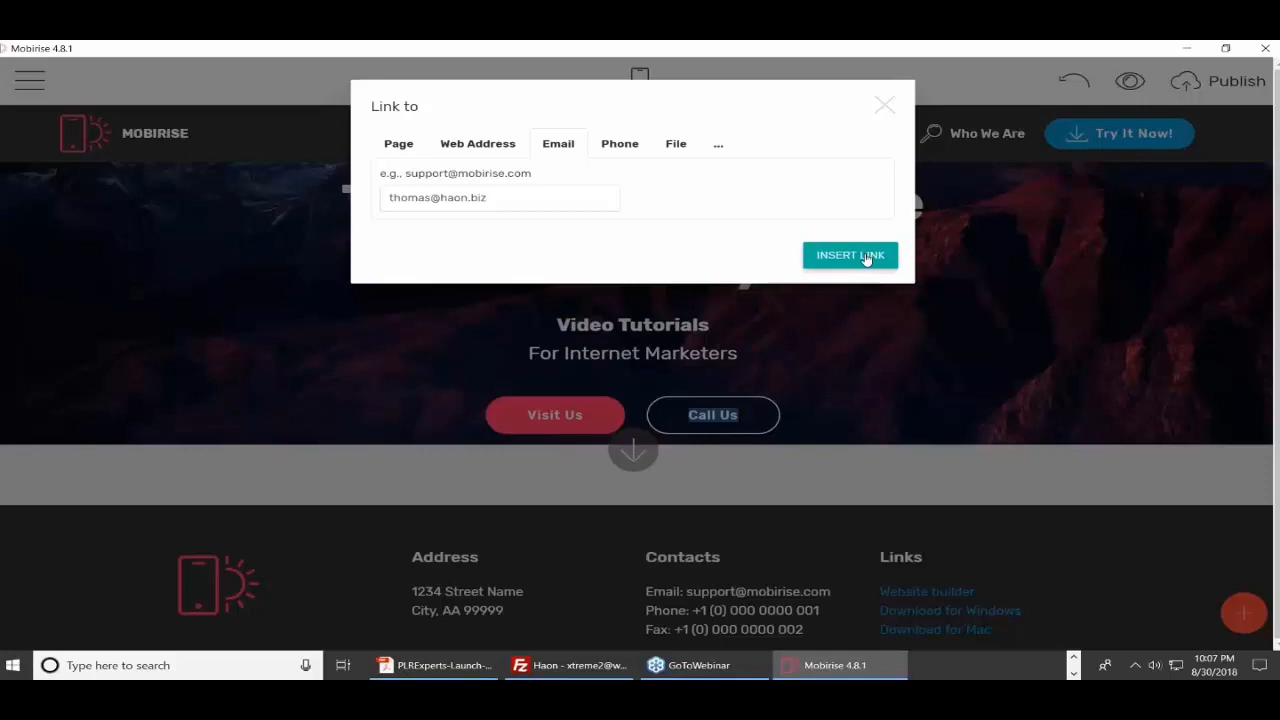 Mobirise 4.8.1
Publish
MOBIRISE
Who We Are
Try It Now!
Link to
Page
Web Address
Email
Phone
File
...
e.g., support@mobirise.com
thomas@haon.biz
INSERT LINK
Video Tutorials
For Internet Marketers
Visit Us
Call Us
Address
1234 Street Name
City, AA 99999
Contacts
Email: support@mobirise.com
Phone: +1 (0) 000 0000 001
Fax: +1 (0) 000 0000 002
Links
Website builder
Download for Windows
Download for Mac
Type here to search
PLRExperts-Launch-...
Haon - xtreme2@w...
GoToWebinar
Mobirise 4.8.1
10:07 PM
8/30/2018